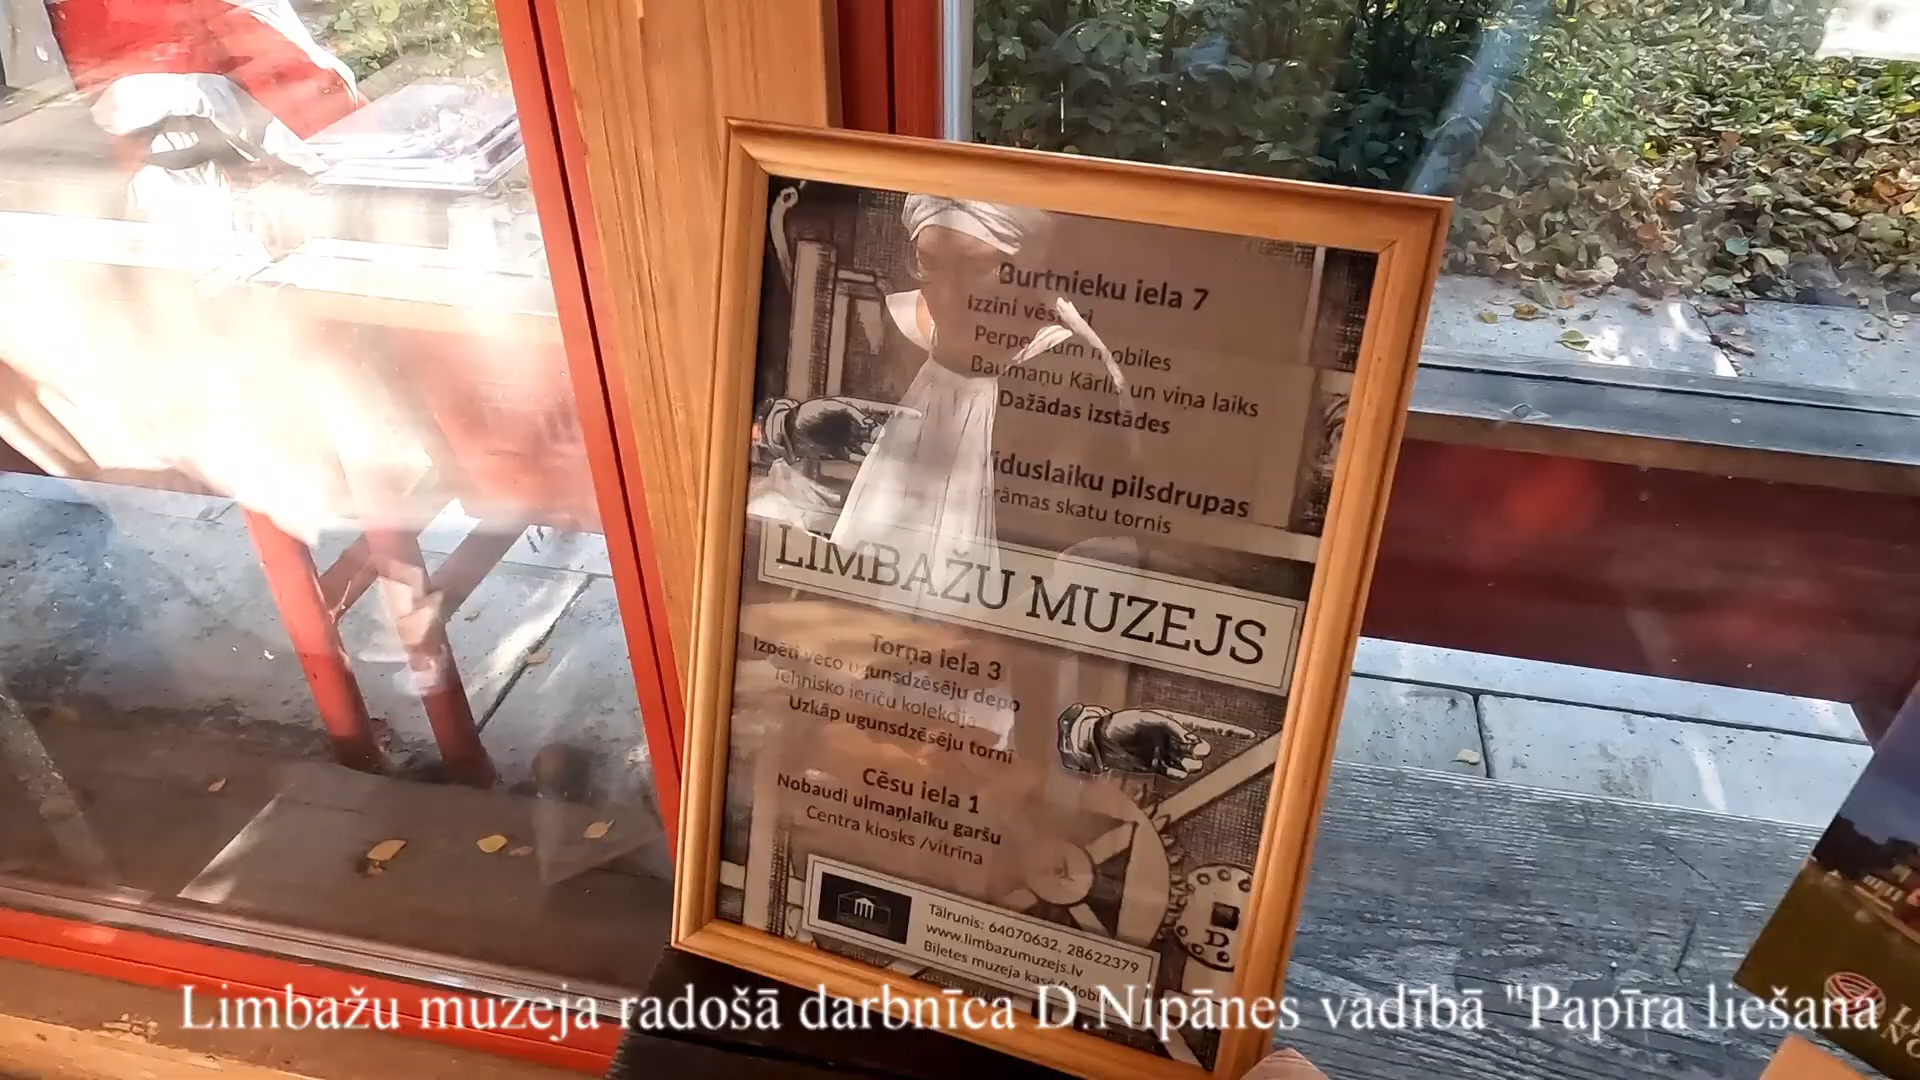 Burtnieku iela 7
Izzini vēsturi
Perpetuum mobiles
Baumaņu Kārlis un viņa laiks
Dažādas izstādes
Viduslaiku pilsdrupas
skatu tornis
LIMBAŽU MUZEJS
Torņa iela 3
Izpēti veco ugunsdzēsēju depo
Tehnisko ierīču kolekcija
Uzkāp ugunsdzēsēju tornī
Cēsu iela 1
Nobaudi ulmaņlaiku garšu
Centra kiosks /vitrīna
Tālrunis: 64070632, 28622379
www.limbazumuzejs.lv
Biļetes muzeja kasē/Mobi
D
Limbažu muzeja radošā darbnīca D.Nipānes vadībā "Papīra liešana